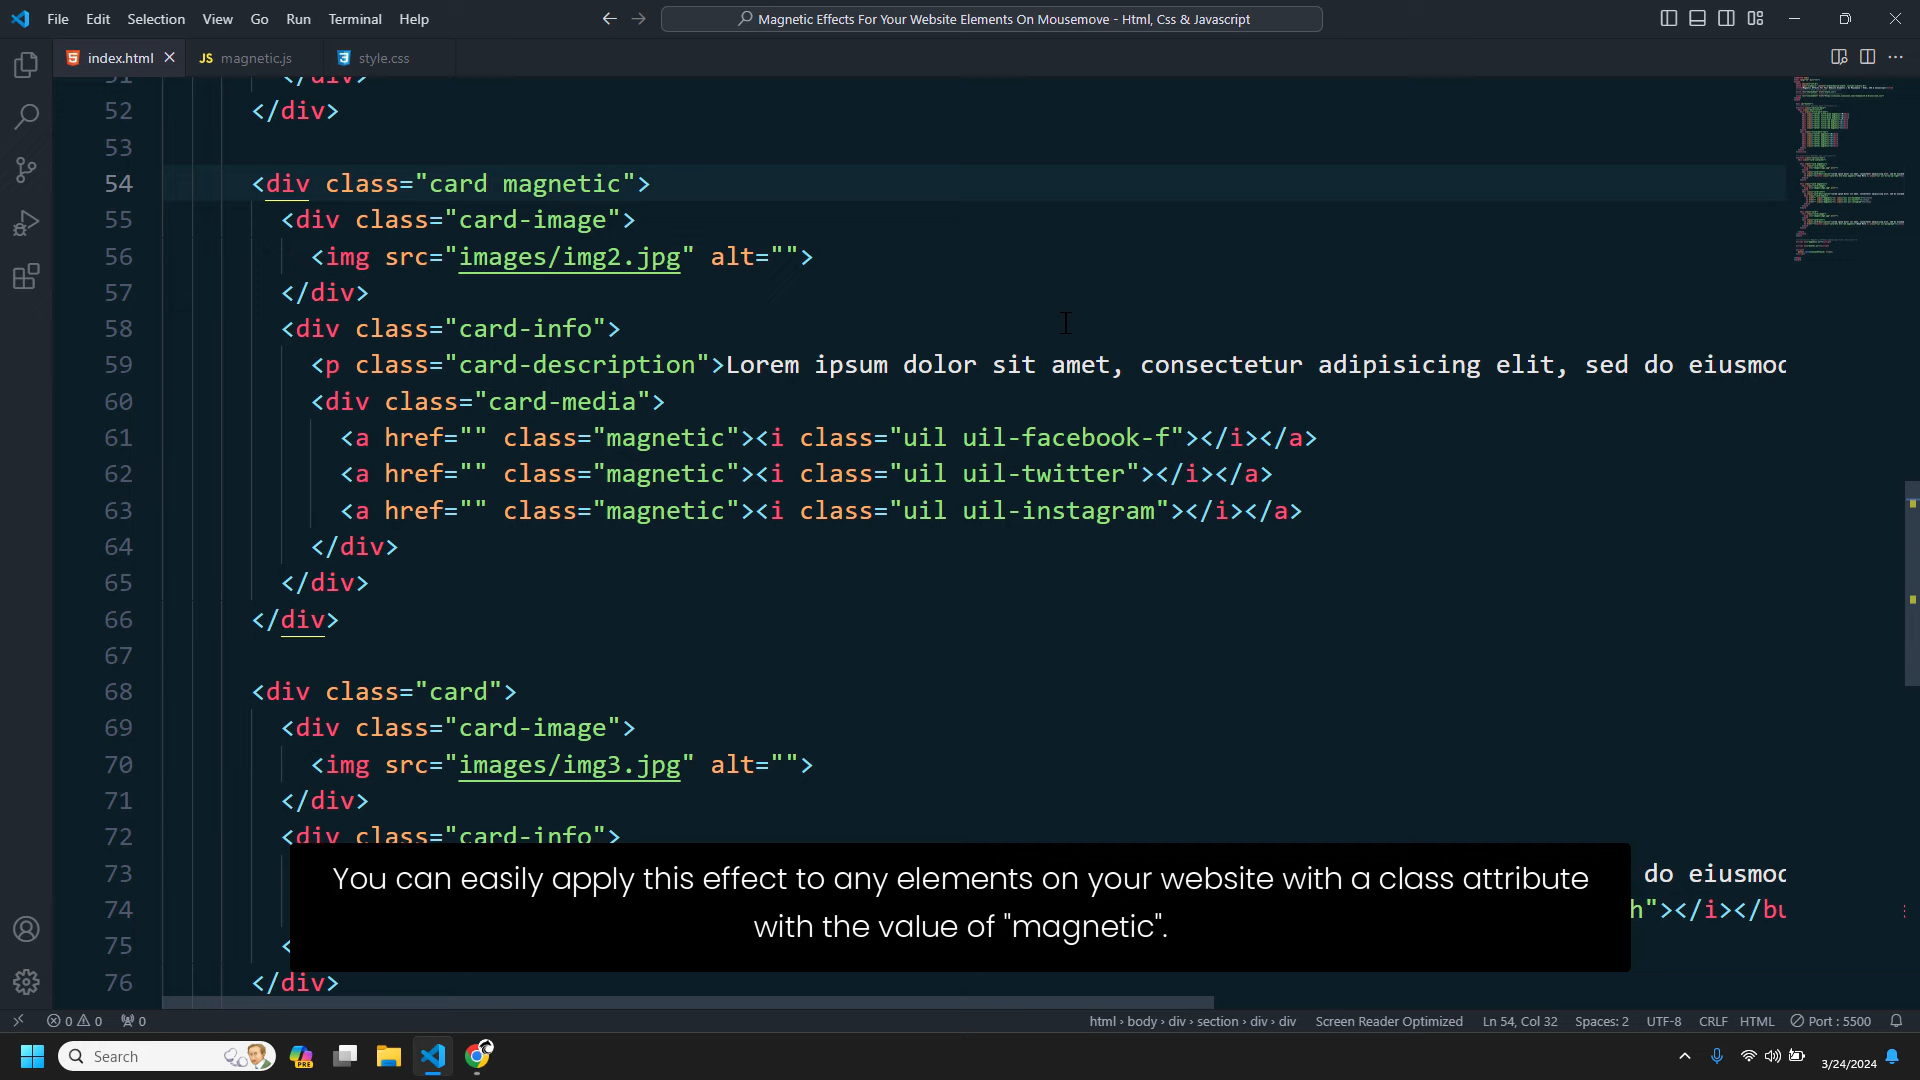 File Edit Selection View Go Run Terminal Help
Magnetic Effects For Your Website Elements On Mousemove - Html, Css & Javascript
index.html
JS magnetic.js
style.css
51 </div>
52 </div>
53
54 <div class="card magnetic">
55 <div class="card-image">
56 <img src="images/img2.jpg" alt="">
57 </div>
58 <div class="card-info">
59 <p class="card-description">Lorem ipsum dolor sit amet, consectetur adipisicing elit, sed do eiusmod
60 <div class="card-media">
61 <a href="" class="magnetic"><i class="uil uil-facebook-f"></i></a>
62 <a href="" class="magnetic"><i class="uil uil-twitter"></i></a>
63 <a href="" class="magnetic"><i class="uil uil-instagram"></i></a>
64 </div>
65 </div>
66 </div>
67
68 <div class="card">
69 <div class="card-image">
70 <img src="images/img3.jpg" alt="">
71 </div>
72 <div class="card-info">
73 do eiusmod
74 h"></i></bu
75 <
76 </div>
You can easily apply this effect to any elements on your website with a class attribute
with the value of "magnetic".
0 0 0 html › body › div › section › div › div Screen Reader Optimized Ln 54, Col 32 Spaces: 2 UTF-8 CRLF HTML Port : 5500
Search PRE 3/24/2024